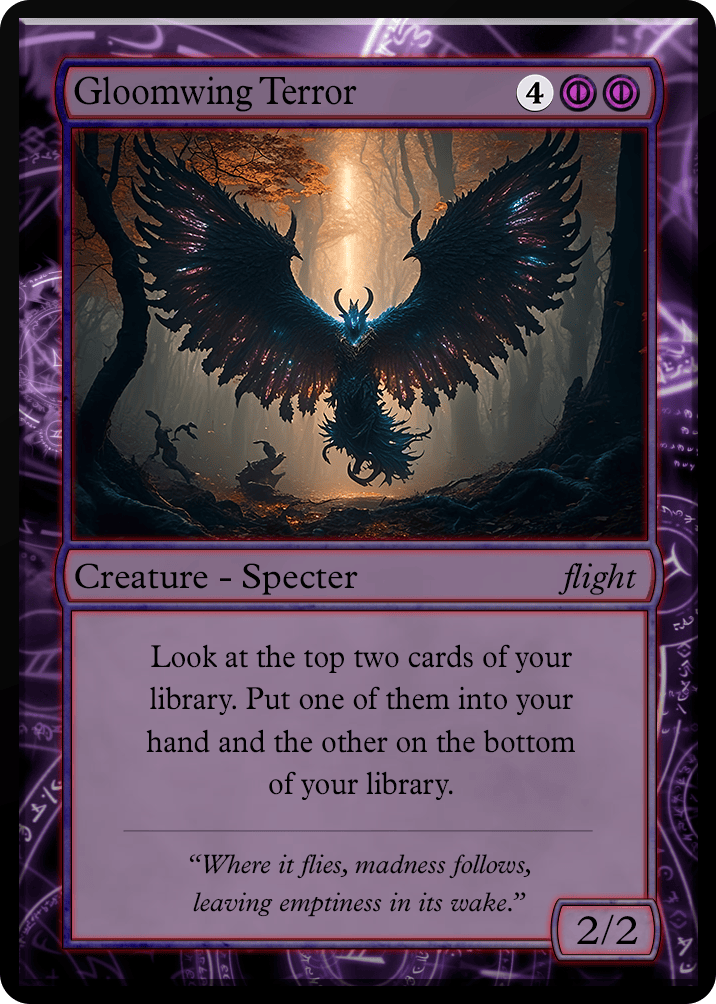 Gloomwing Terror 4
Creature - Specter flight
Look at the top two cards of your
library. Put one of them into your
hand and the other on the bottom
of your library.
“Where it flies, madness follows,
leaving emptiness in its wake.”
2/2